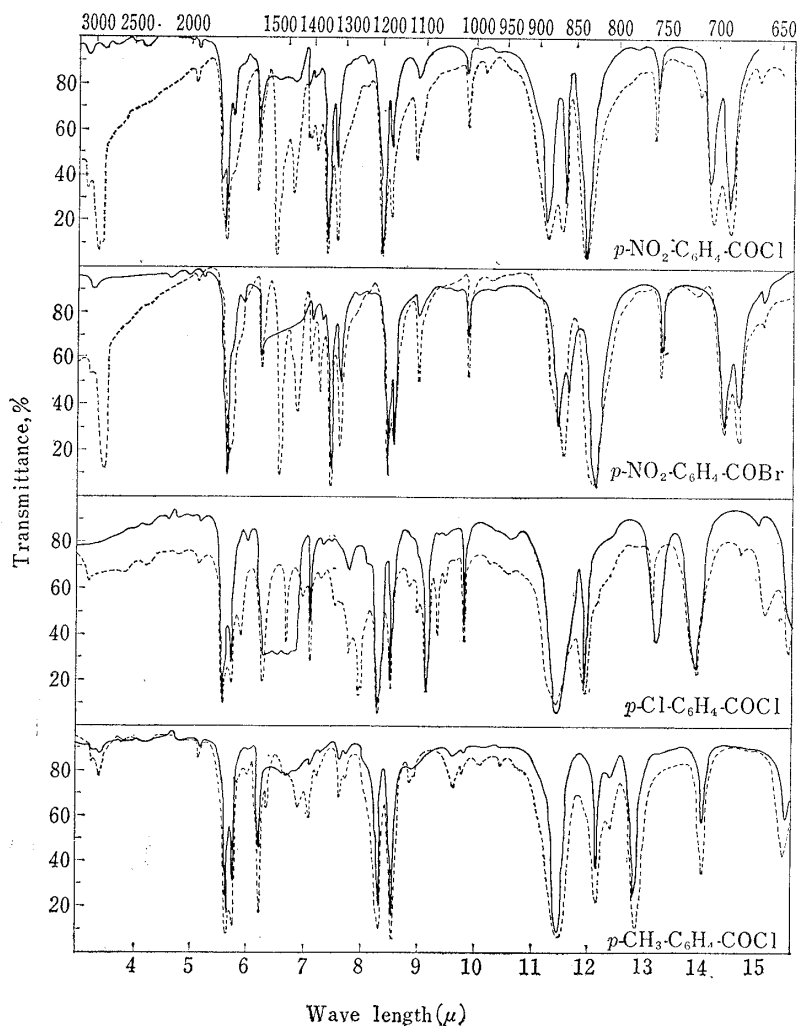 3000 2500 2000 1500 1400 1300 1200 1100 1000 950 900 850 800 750 700 650
80
60
40
20
p-NO₂-C₆H₄-COCl
80
60
40
20
p-NO₂-C₆H₄-COBr
Transmittance, %
80
60
40
20
p-Cl-C₆H₄-COCl
80
60
40
20
p-CH₃-C₆H₄-COCl
4 5 6 7 8 9 10 11 12 13 14 15
Wave length (μ)